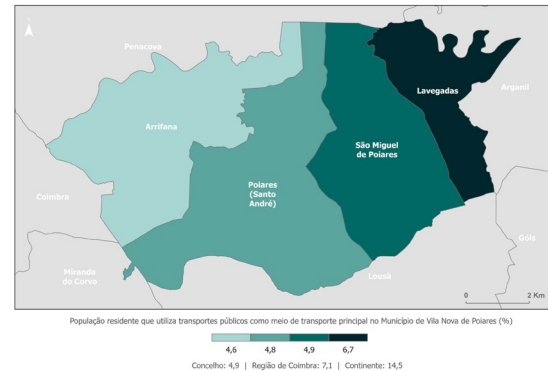 Penacova
Lavegadas
Arganil
Arrifana
São Miguel
de Poiares
Poiares
(Santo
André)
Coimbra
Góis
Miranda
do Corvo
Lousã
0 2 Km
População residente que utiliza transportes públicos como meio de transporte principal no Município de Vila Nova de Poiares (%)
4,6 4,8 4,9 6,7
Concelho: 4,9 | Região de Coimbra: 7,1 | Continente: 14,5